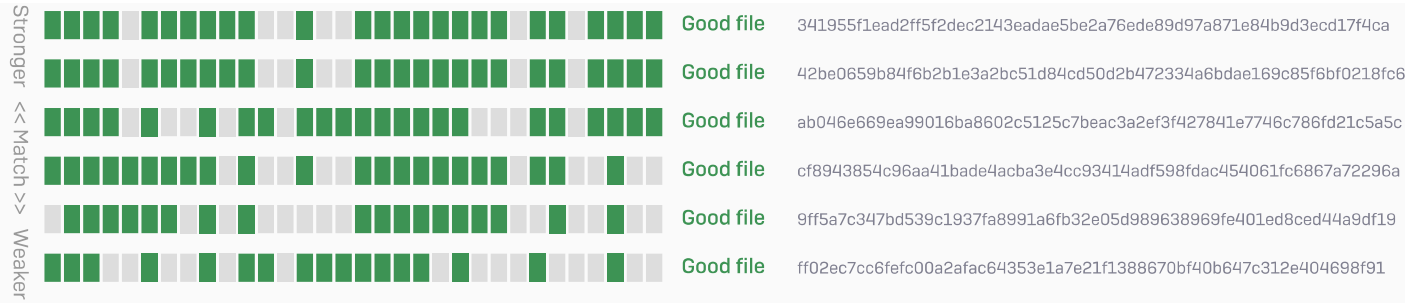 Stronger << Match >> Weaker
Good file 341955f1ead2ff5f2dec2143eadae5be2a76ede89d97a871e84b9d3ecd17f4ca
Good file 42be0659b84f6b2b1e3a2bc51d84cd50d2b472334a6bdae169c85f6bf0218fc6
Good file ab046e669ea99016ba8602c5125c7beac3a2ef3f427841e7746c786fd21c5a5c
Good file cf8943854c96aa41bade4acba3e4cc93414adf598fdac454061fc6867a72296a
Good file 9ff5a7c347bd539c1937fa8991a6fb32e05d989638969fe401ed8ced44a9df19
Good file ff02ec7cc6fefc00a2afac64353e1a7e21f1388670bf40b647c312e404698f91